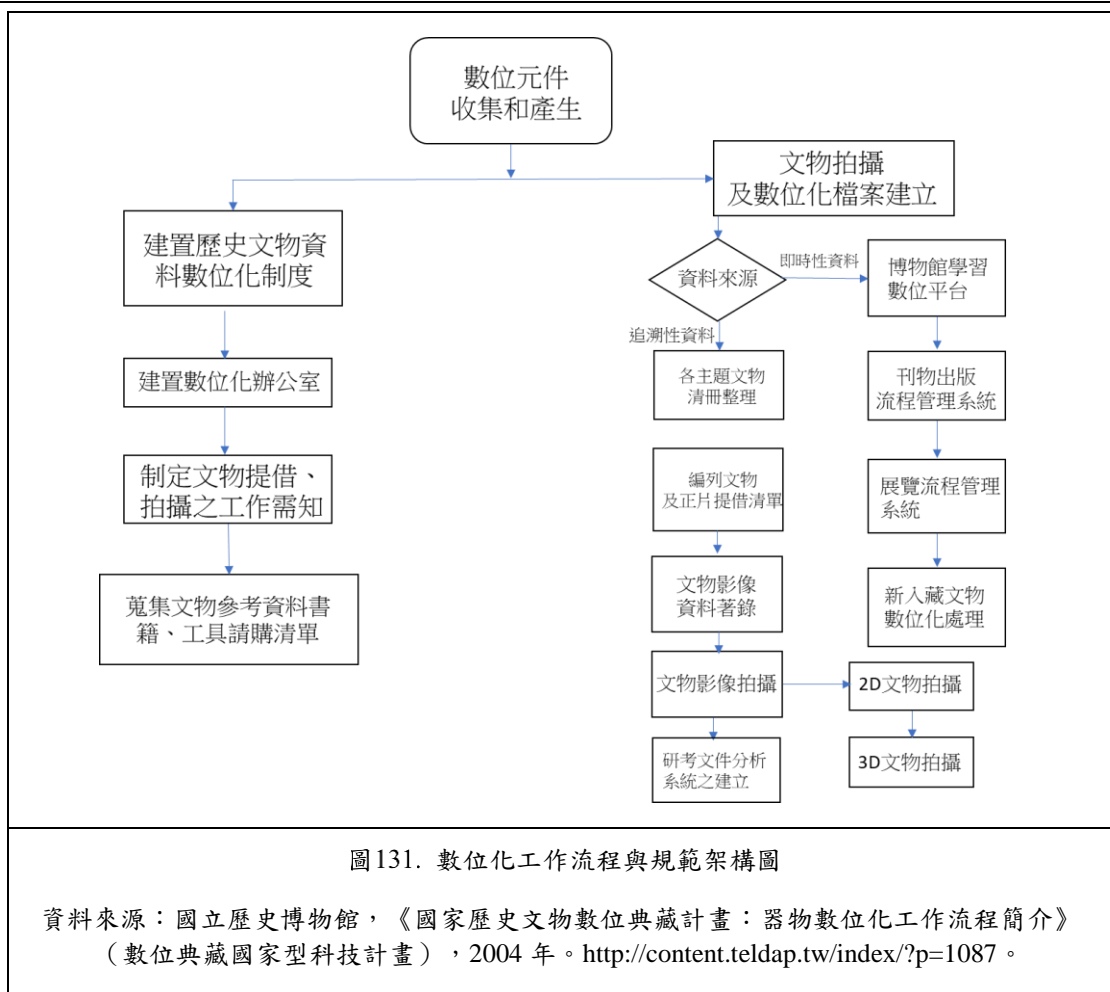 數位元件
收集和產生
文物拍攝
及數位化檔案建立
建置歷史文物資
料數位化制度
建置數位化辦公室
制定文物提借、
拍攝之工作需知
蒐集文物參考資料書
籍、工具請購清單
資料來源
即時性資料
追溯性資料
博物館學習
數位平台
刊物出版
流程管理系統
展覽流程管理
系統
新入藏文物
數位化處理
各主題文物
清冊整理
編列文物
及正片提借清單
文物影像
資料著錄
文物影像拍攝
2D文物拍攝
3D文物拍攝
研考文件分析
系統之建立
圖131. 數位化工作流程與規範架構圖
資料來源：國立歷史博物館，《國家歷史文物數位典藏計畫：器物數位化工作流程簡介》
（數位典藏國家型科技計畫），2004 年。http://content.teldap.tw/index/?p=1087。